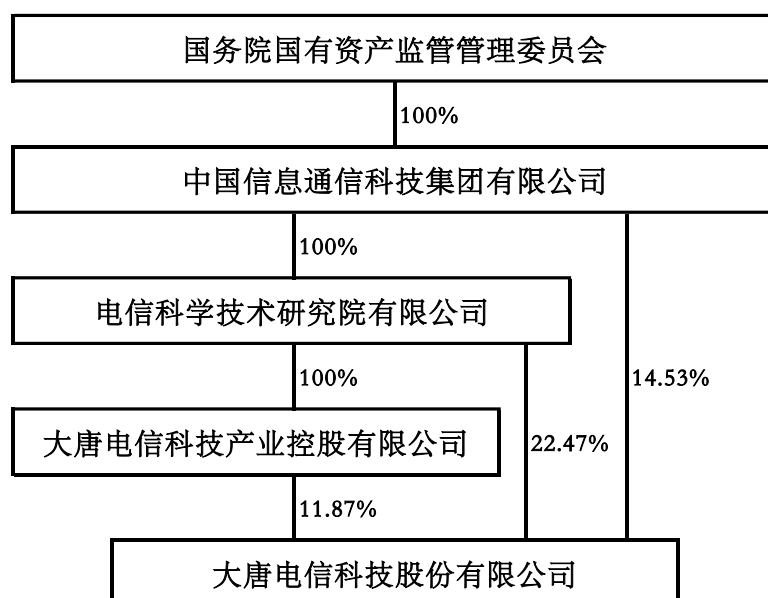 国务院国有资产监管管理委员会
100%
中国信息通信科技集团有限公司
100%
电信科学技术研究院有限公司
100%
14.53%
大唐电信科技产业控股有限公司
22.47%
11.87%
大唐电信科技股份有限公司